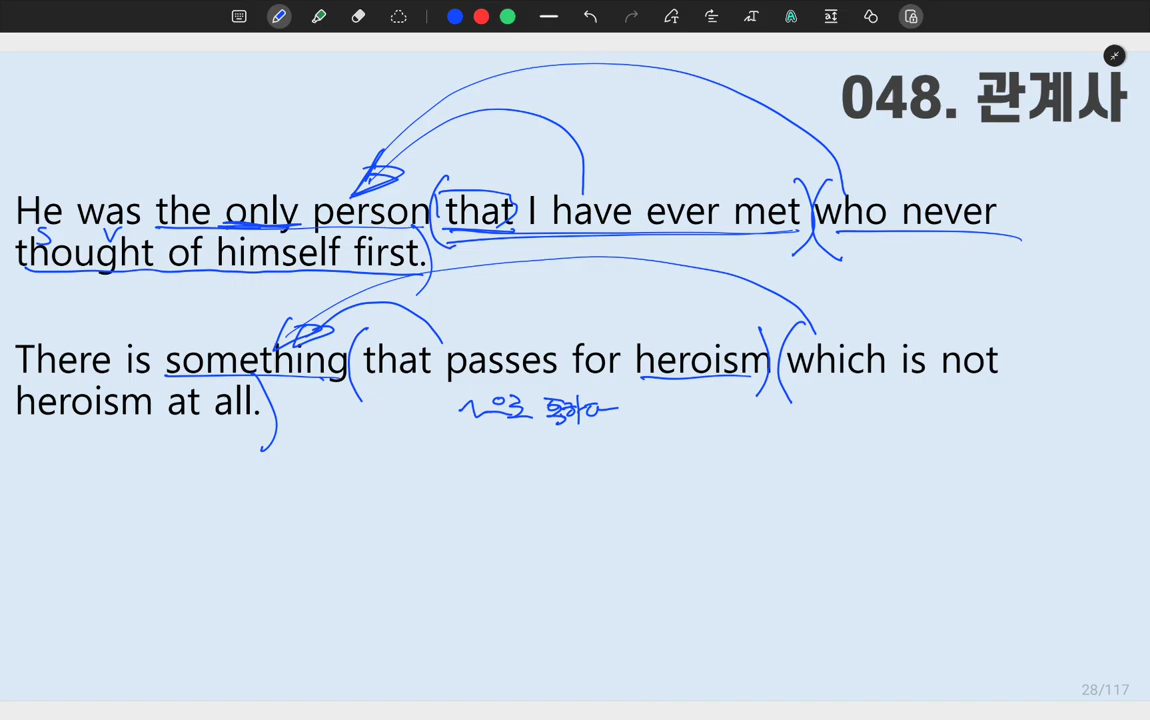 048. 관계사
He was the only person that I have ever met who never
S V
thought of himself first.
There is something that passes for heroism which is not
heroism at all.
~으로 통하다
28/117